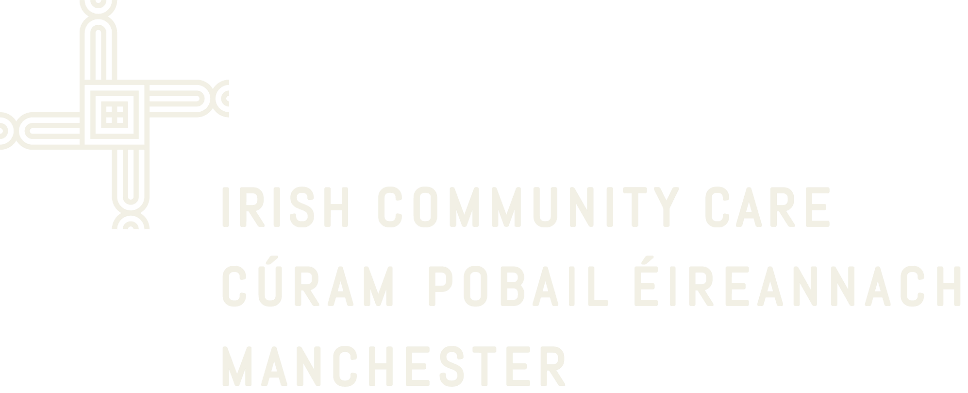 IRISH COMMUNITY CARE
CÚRAM POBAIL ÉIREANNACH
MANCHESTER